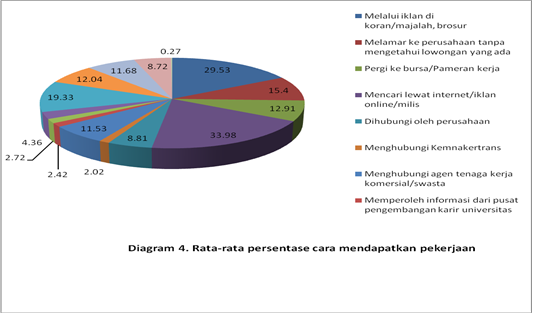 0.27
8.72
11.68
12.04
19.33
4.36
2.72
2.42
2.02
11.53
8.81
33.98
12.91
15.4
29.53
Melalui iklan di
koran/majalah, brosur
Melamar ke perusahaan tanpa
mengetahui lowongan yang ada
Pergi ke bursa/Pameran kerja
Mencari lewat internet/iklan
online/milis
Dihubungi oleh perusahaan
Menghubungi Kemnakertrans
Menghubungi agen tenaga kerja
komersial/swasta
Memperoleh informasi dari pusat
pengembangan karir universitas
Diagram 4. Rata-rata persentase cara mendapatkan pekerjaan